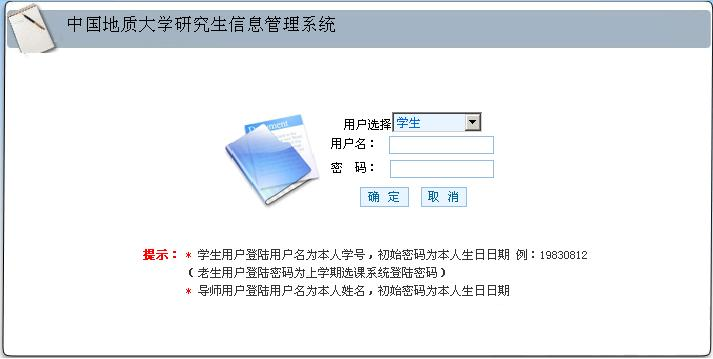 中国地质大学研究生信息管理系统
Document
用户选择 学生
用户名：
密 码：
确 定 取 消
提示： * 学生用户登陆用户名为本人学号，初始密码为本人生日日期 例：19830812
（老生用户登陆密码为上学期选课系统登陆密码）
* 导师用户登陆用户名为本人姓名，初始密码为本人生日日期